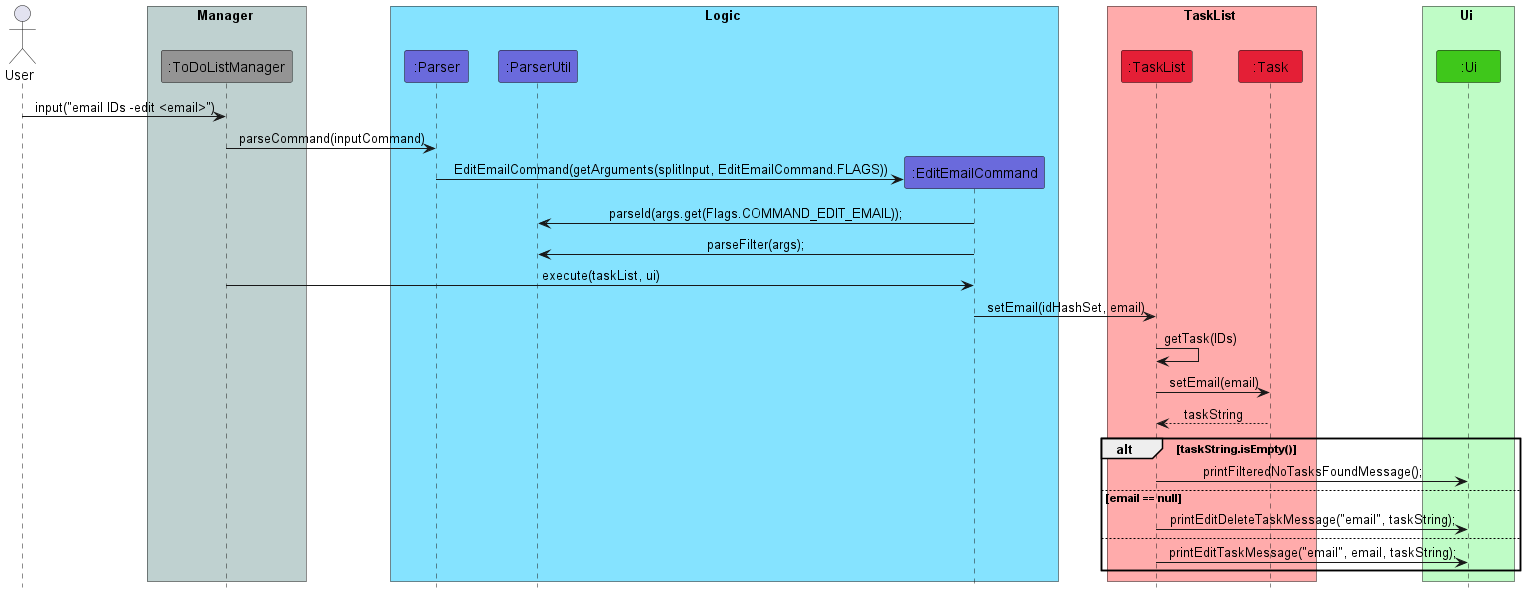 Manager
Logic
TaskList
Ui
User
:ToDoListManager
:Parser
:ParserUtil
:TaskList
:Task
:Ui
input("email IDs -edit <email>")
parseCommand(inputCommand)
EditEmailCommand(getArguments(splitInput, EditEmailCommand.FLAGS))
:EditEmailCommand
parseId(args.get(Flags.COMMAND_EDIT_EMAIL));
parseFilter(args);
execute(taskList, ui)
setEmail(idHashSet, email)
getTask(IDs)
setEmail(email)
taskString
alt
[taskString.isEmpty()]
printFilteredNoTasksFoundMessage();
[email == null]
printEditDeleteTaskMessage("email", taskString);
printEditTaskMessage("email", email, taskString);